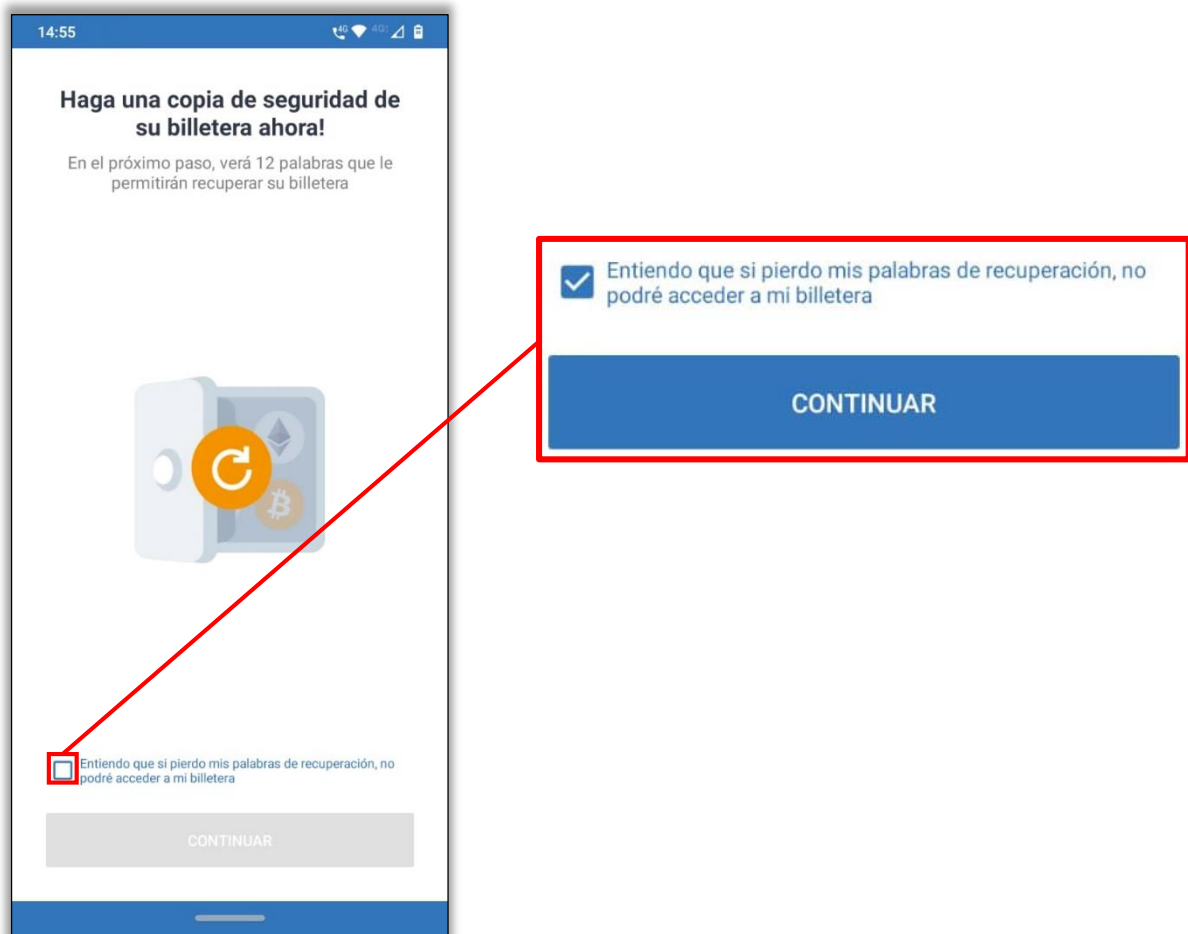 14:55
4G 4G
Haga una copia de seguridad de
su billetera ahora!
En el próximo paso, verá 12 palabras que le
permitirán recuperar su billetera
Entiendo que si pierdo mis palabras de recuperación, no
podré acceder a mi billetera
CONTINUAR
Entiendo que si pierdo mis palabras de recuperación, no
podré acceder a mi billetera
CONTINUAR